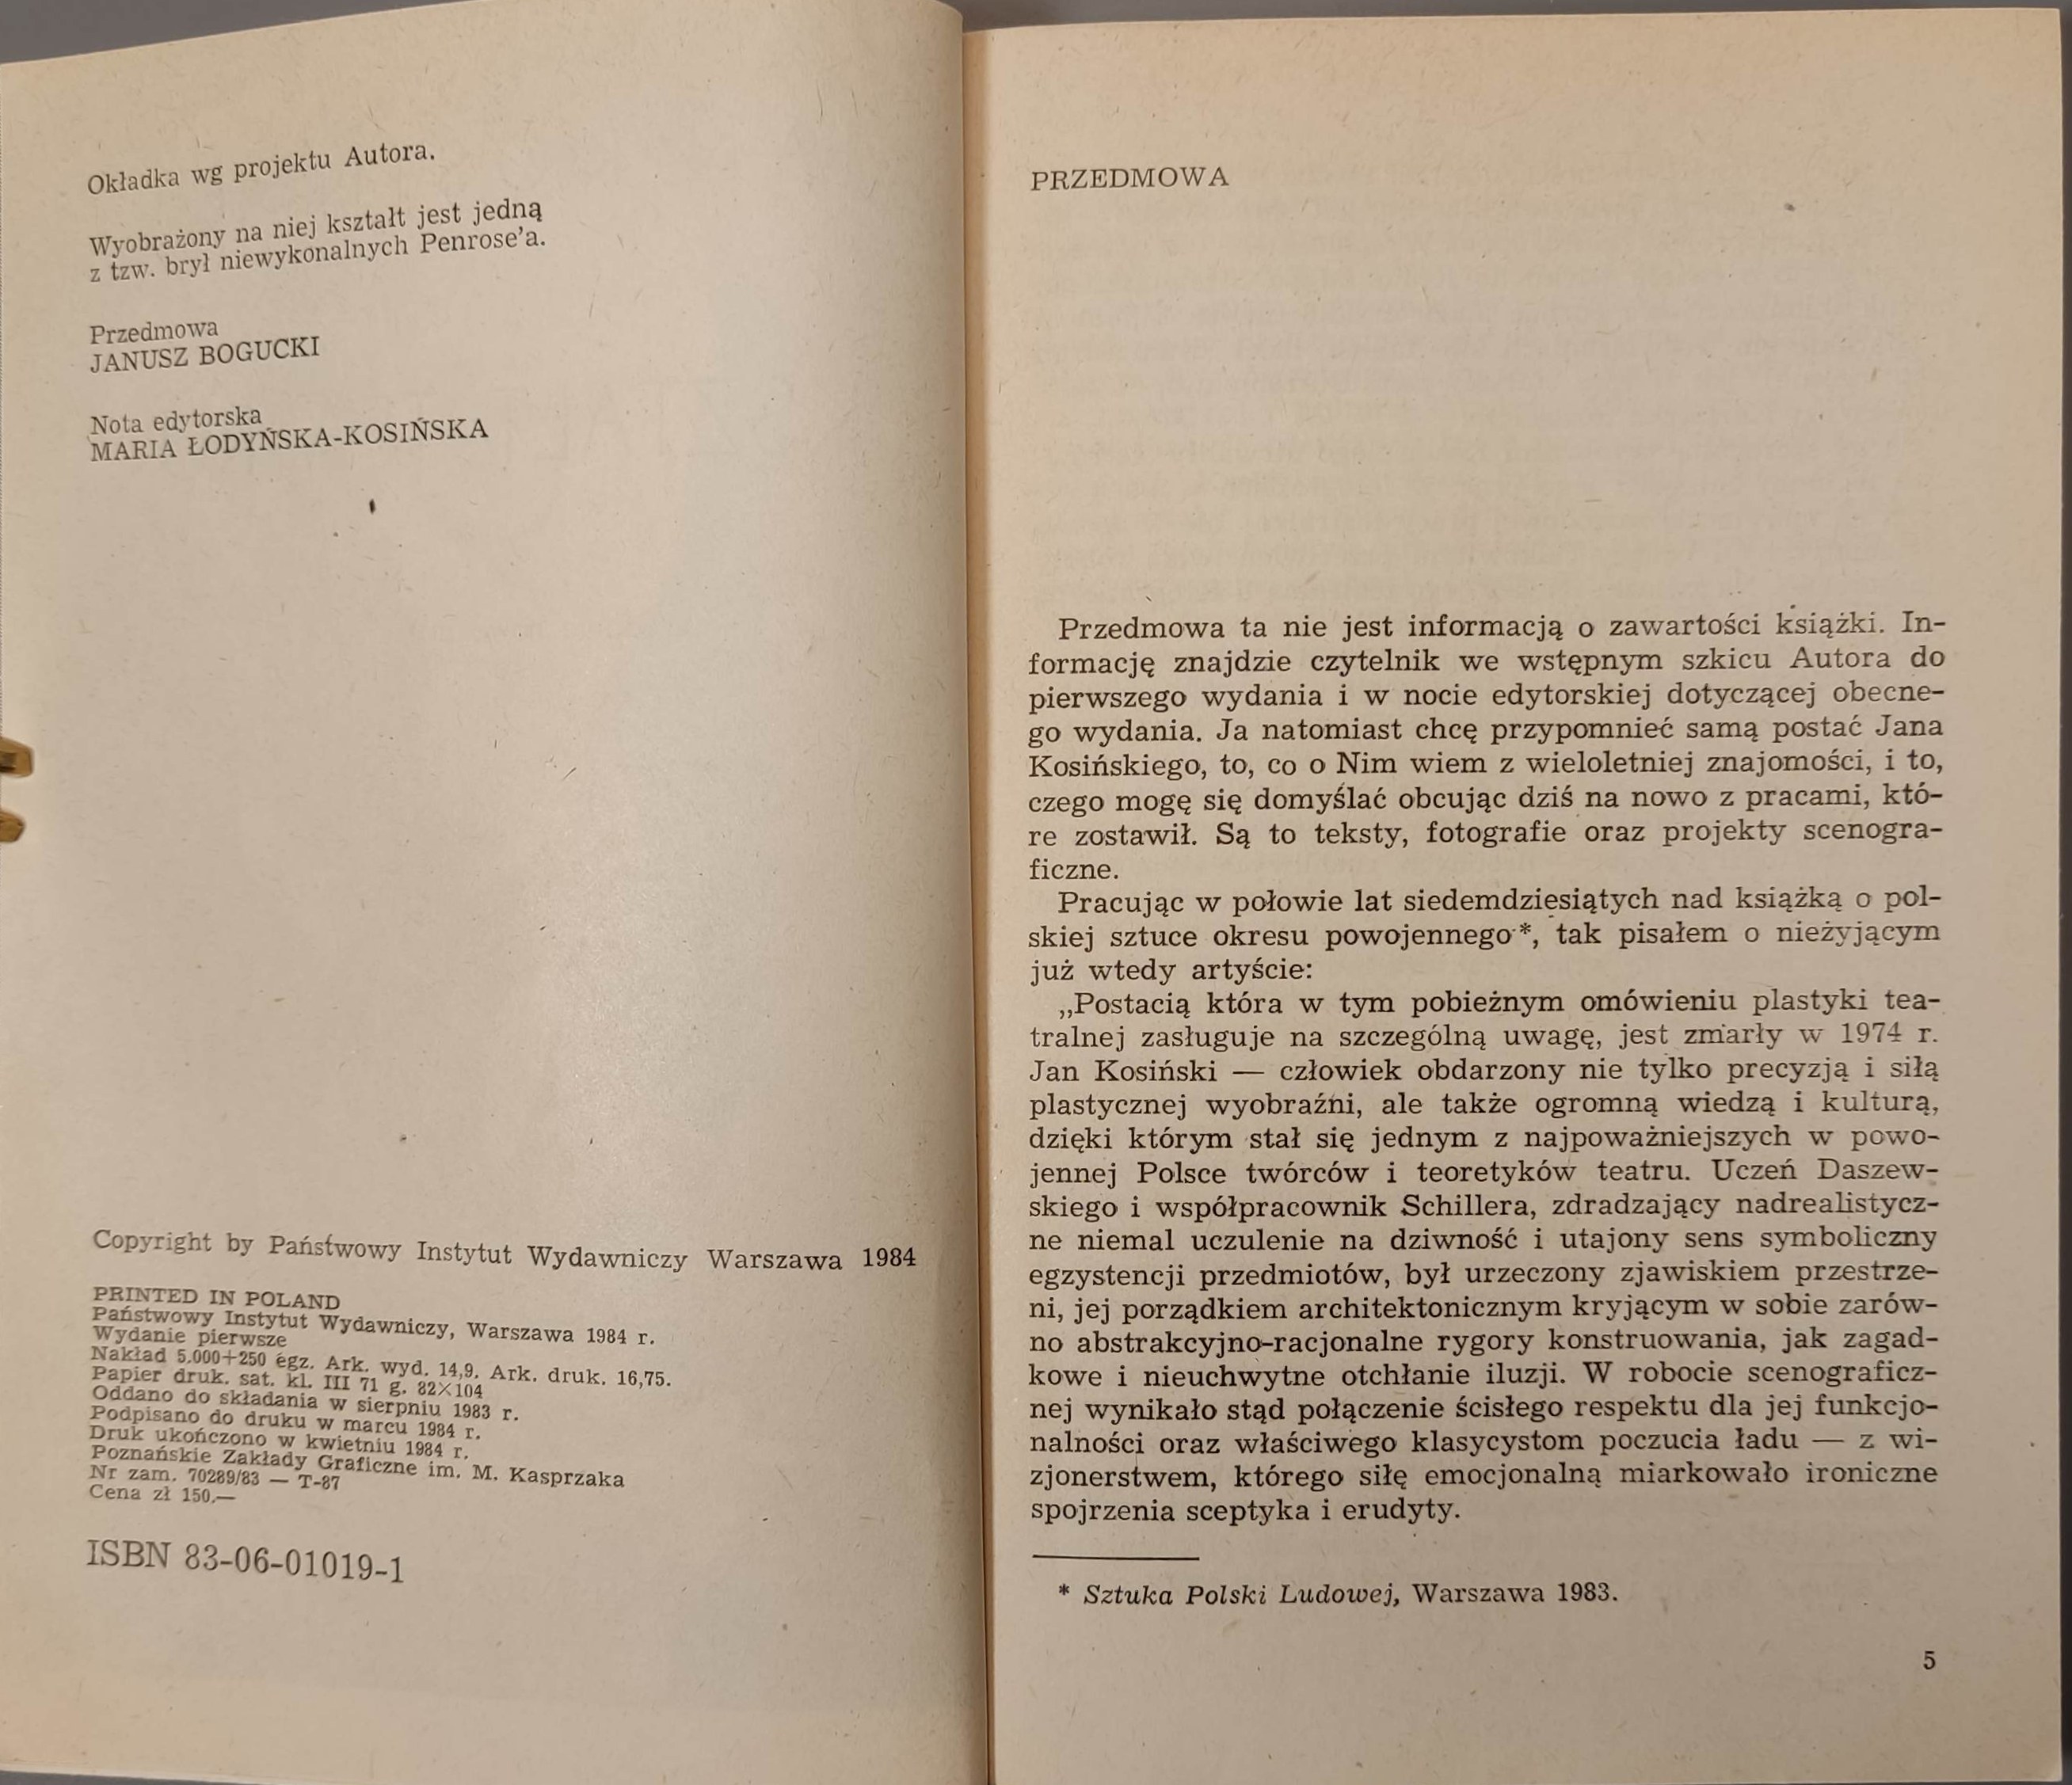 Okładka wg projektu Autora.
Wyobrażony na niej kształt jest jedną
z tzw. brył niewykonalnych Penrose'a.
Przedmowa
JANUSZ BOGUCKI
Nota edytorska
MARIA ŁODYŃSKA-KOSIŃSKA
Copyright by Państwowy Instytut Wydawniczy Warszawa 1984
PRINTED IN POLAND
Państwowy Instytut Wydawniczy, Warszawa 1984 r.
Wydanie pierwsze
Nakład 5.000+250 egz. Ark. wyd. 14,9. Ark. druk. 16,75.
Papier druk. sat. kl. III 71 g. 82×104
Oddano do składania w sierpniu 1983 r.
Podpisano do druku w marcu 1984 r.
Druk ukończono w kwietniu 1984 r.
Poznańskie Zakłady Graficzne im. M. Kasprzaka
Nr zam. 70289/83 — T-87
Cena zł 150,—
ISBN 83-06-01019-1
PRZEDMOWA
Przedmowa ta nie jest informacją o zawartości książki. In-
formację znajdzie czytelnik we wstępnym szkicu Autora do
pierwszego wydania i w nocie edytorskiej dotyczącej obecne-
go wydania. Ja natomiast chcę przypomnieć samą postać Jana
Kosińskiego, to, co o Nim wiem z wieloletniej znajomości, i to,
czego mogę się domyślać obcując dziś na nowo z pracami, któ-
re zostawił. Są to teksty, fotografie oraz projekty scenogra-
ficzne.
Pracując w połowie lat siedemdziesiątych nad książką o pol-
skiej sztuce okresu powojennego*, tak pisałem o nieżyjącym
już wtedy artyście:
„Postacią która w tym pobieżnym omówieniu plastyki tea-
tralnej zasługuje na szczególną uwagę, jest zmarły w 1974 r.
Jan Kosiński — człowiek obdarzony nie tylko precyzją i siłą
plastycznej wyobraźni, ale także ogromną wiedzą i kulturą,
dzięki którym stał się jednym z najpoważniejszych w powo-
jennej Polsce twórców i teoretyków teatru. Uczeń Daszew-
skiego i współpracownik Schillera, zdradzający nadrealistycz-
ne niemal uczulenie na dziwność i utajony sens symboliczny
egzystencji przedmiotów, był urzeczony zjawiskiem przestrze-
ni, jej porządkiem architektonicznym kryjącym w sobie zarów-
no abstrakcyjno-racjonalne rygory konstruowania, jak zagad-
kowe i nieuchwytne otchłanie iluzji. W robocie scenograficz-
nej wynikało stąd połączenie ścisłego respektu dla jej funkcjo-
nalności oraz właściwego klasycystom poczucia ładu — z wi-
zjonerstwem, którego siłę emocjonalną miarkowało ironiczne
spojrzenia sceptyka i erudyty.
* Sztuka Polski Ludowej, Warszawa 1983.
5